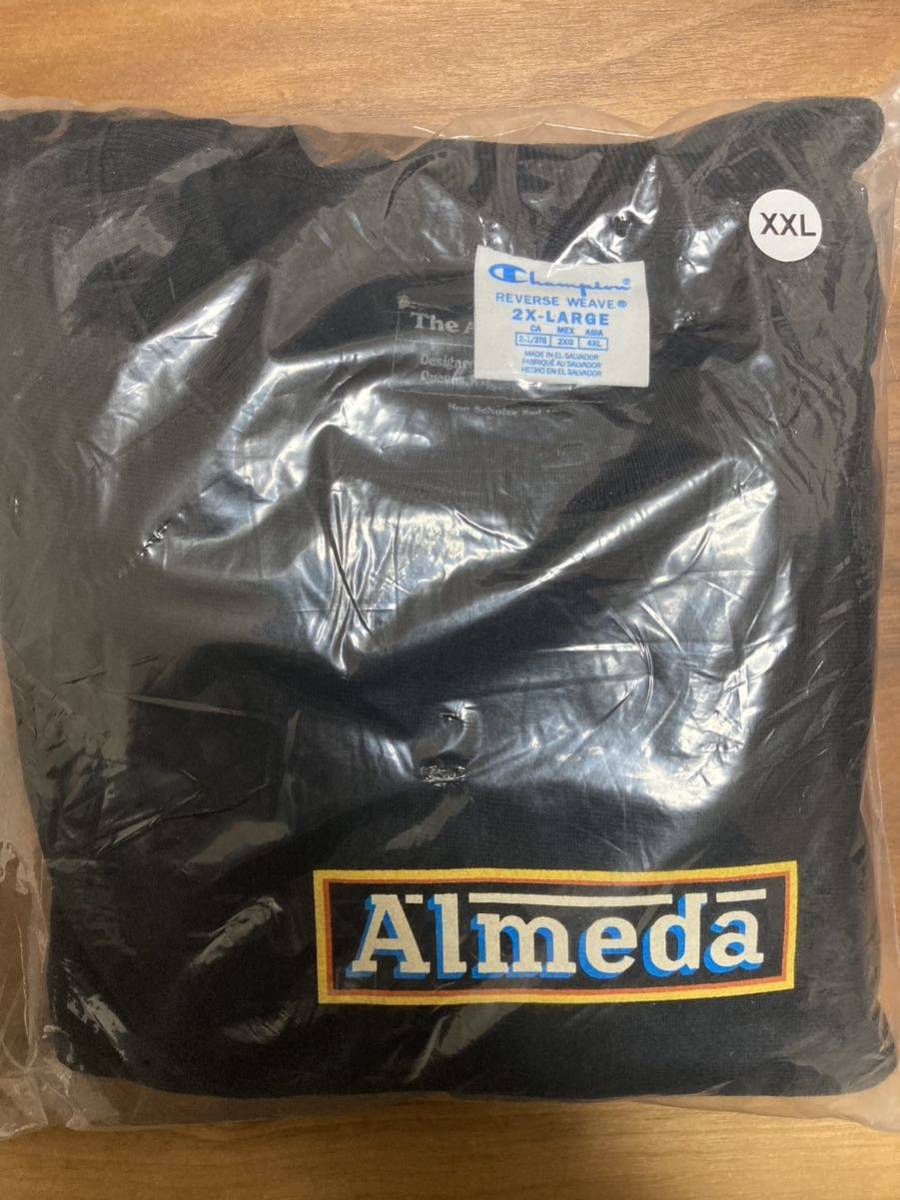 XXL
Champion
REVERSE WEAVE®
2X-LARGE
CA MEX ASIA
2XG 4XL
MADE IN EL SALVADOR
FABRIQUÉ AU SALVADOR
HECHO EN EL SALVADOR
The A
Designer
Almeda